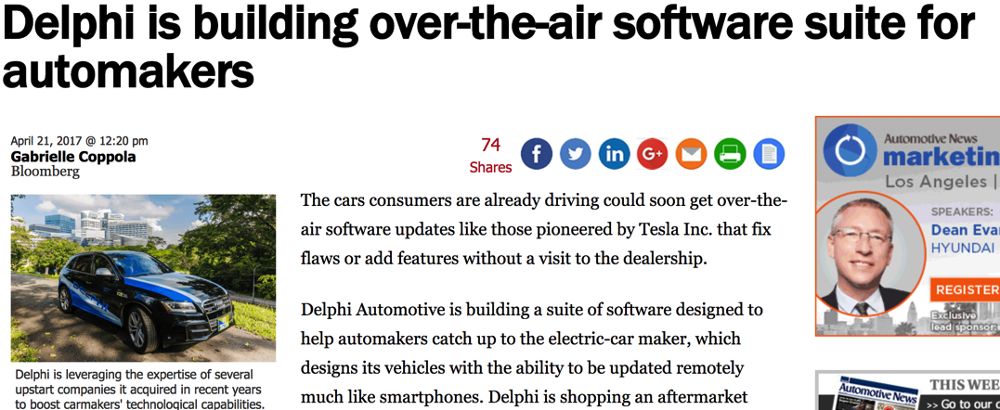 Delphi is building over-the-air software suite for
automakers
April 21, 2017 @ 12:20 pm
Gabrielle Coppola
Bloomberg
74
Shares
f
in
G+
The cars consumers are already driving could soon get over-the-
air software updates like those pioneered by Tesla Inc. that fix
flaws or add features without a visit to the dealership.
Delphi Automotive is building a suite of software designed to
help automakers catch up to the electric-car maker, which
designs its vehicles with the ability to be updated remotely
much like smartphones. Delphi is shopping an aftermarket
Delphi is leveraging the expertise of several
upstart companies it acquired in recent years
to boost carmakers' technological capabilities.
Automotive News
marketin
Los Angeles |
SPEAKERS:
Dean Eva
HYUNDAI
REGISTER
Exclusive
lead sponsor:
Automotive News
THIS WEE
>> Go to our